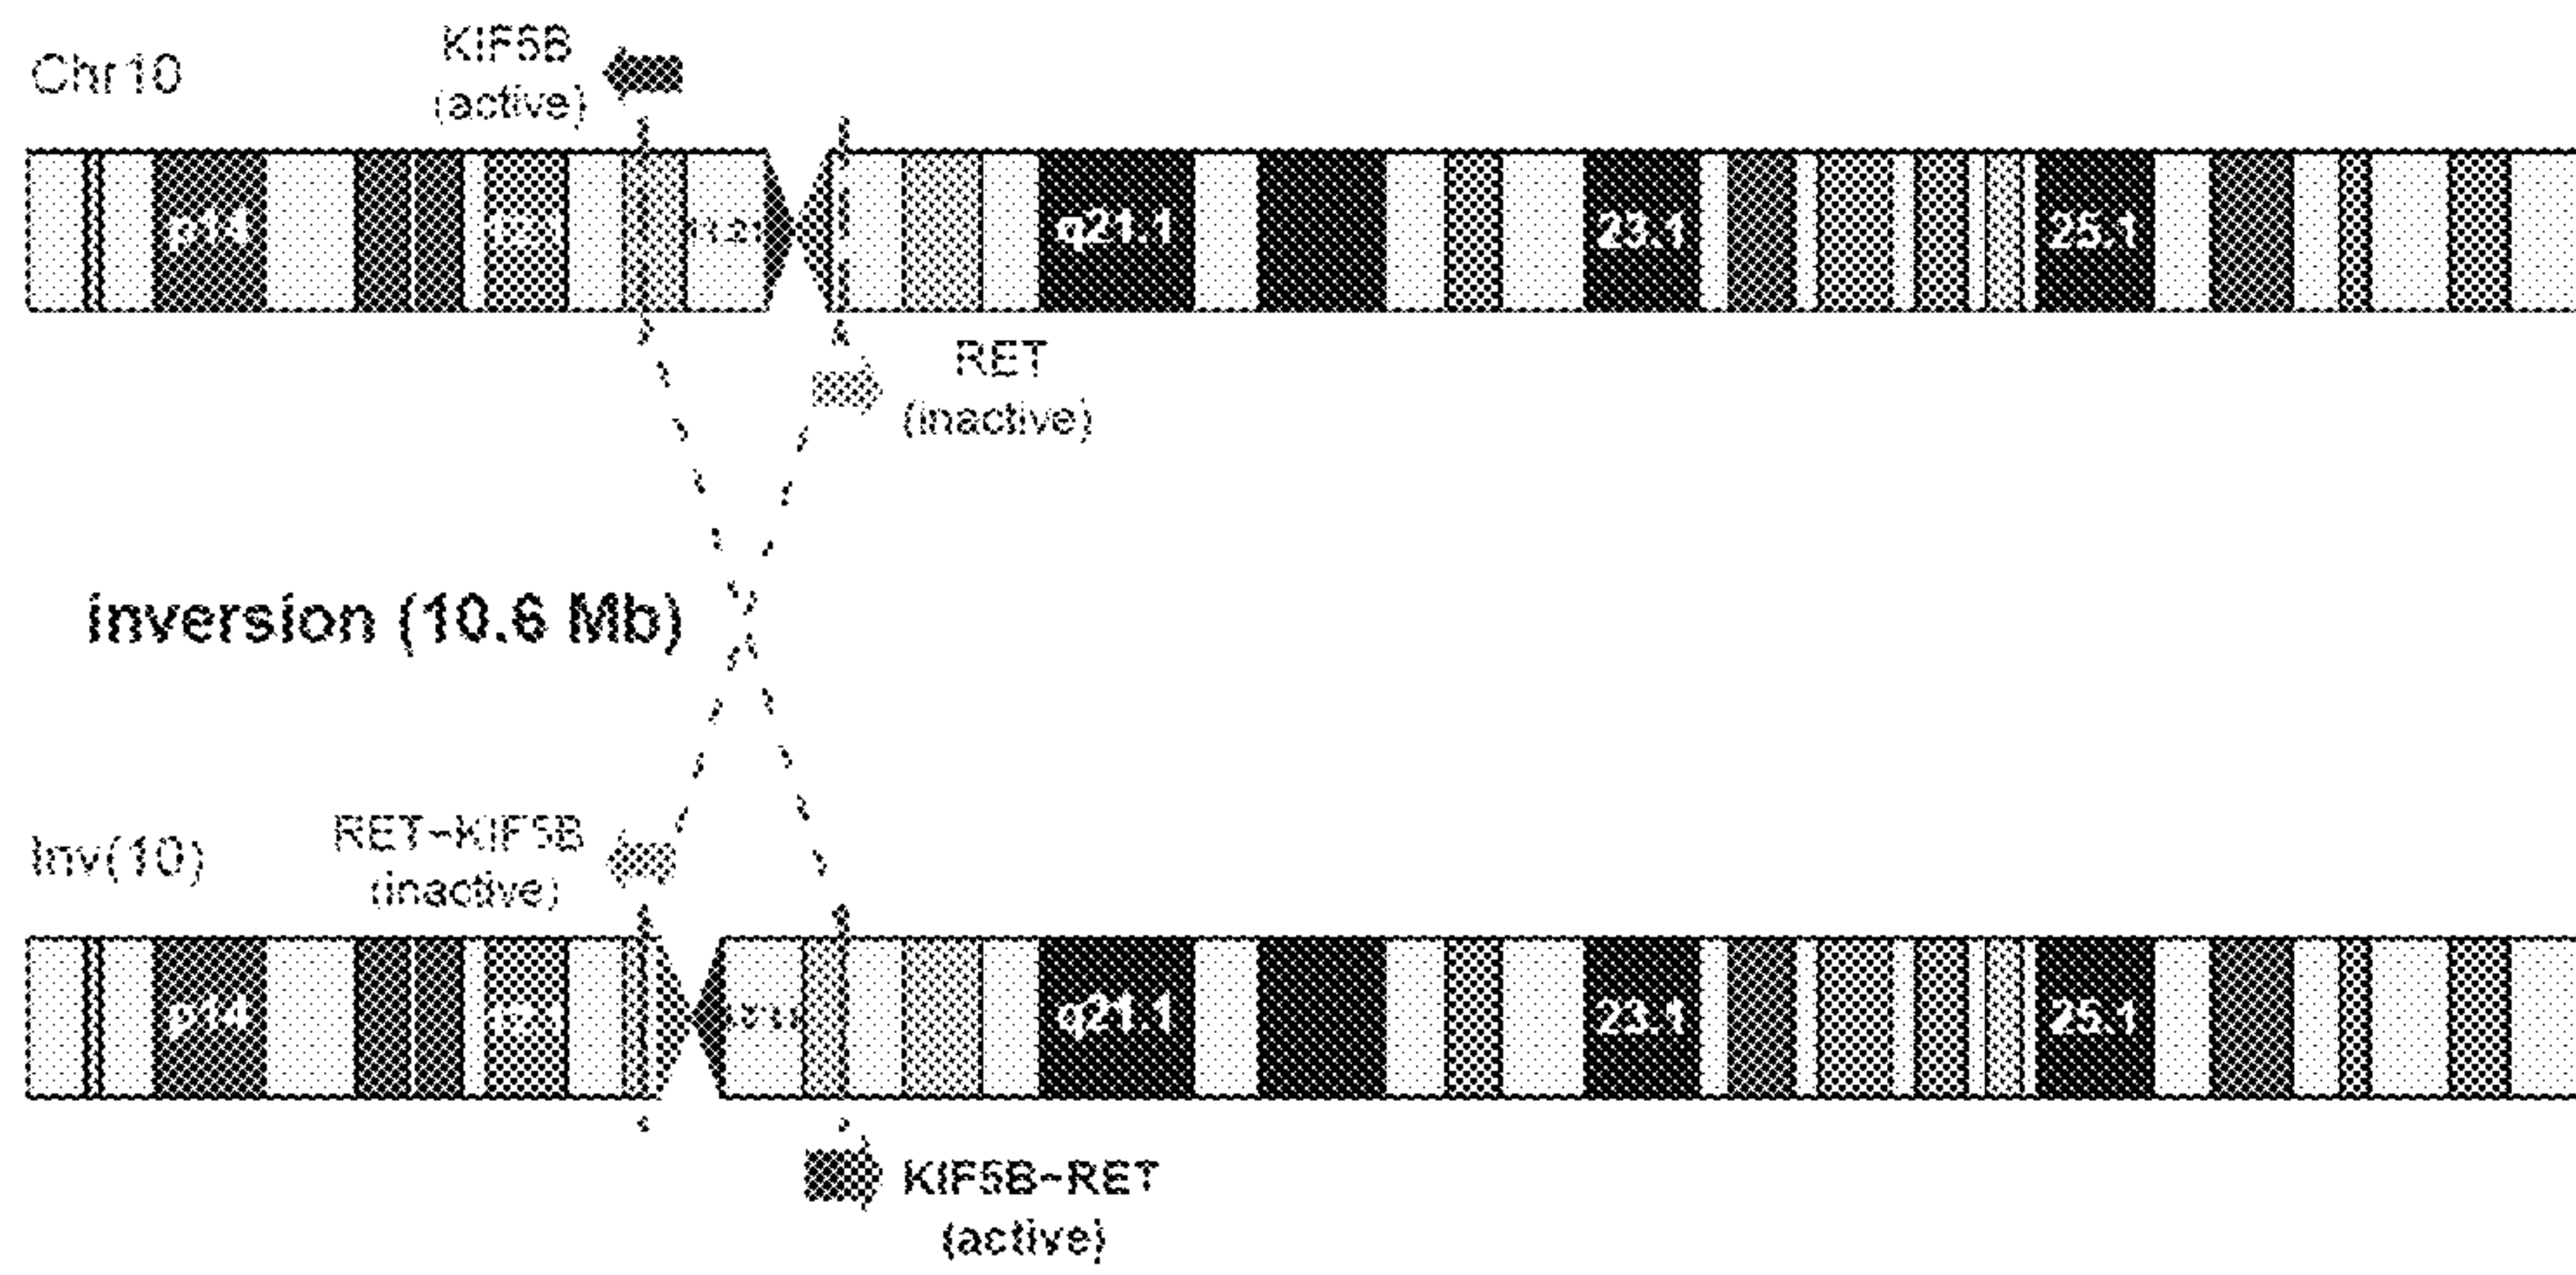 Chr10
KIF5B
(active)
p14
q21.1
23.1
25.1
RET
(inactive)
inversion (10.6 Mb)
Inv(10)
RET~KIF5B
(inactive)
p14
q21.1
23.1
25.1
KIF5B~RET
(active)